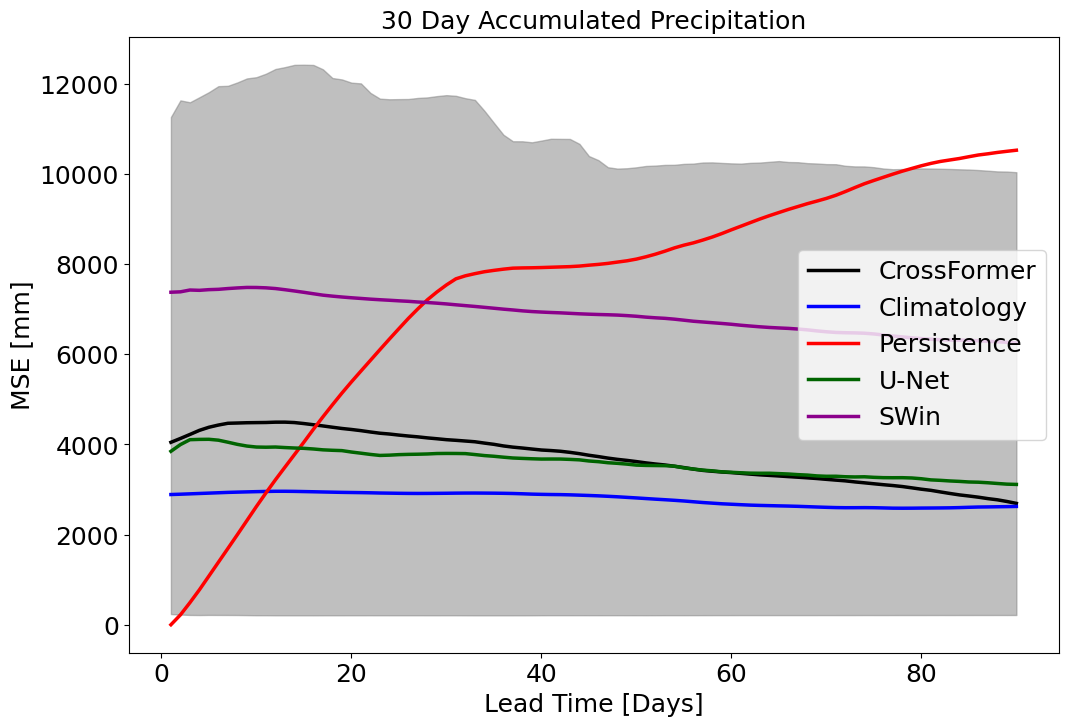 30 Day Accumulated Precipitation
MSE [mm]
12000
10000
8000
6000
4000
2000
0
CrossFormer
Climatology
Persistence
U-Net
SWin
0 20 40 60 80
Lead Time [Days]